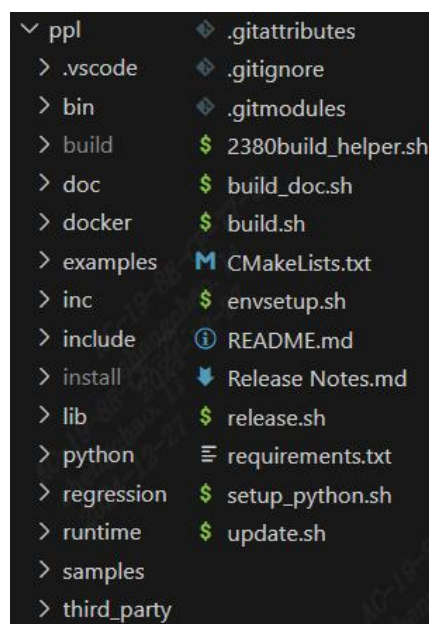 ppl
.vscode
bin
build
doc
docker
examples
inc
include
install
lib
python
regression
runtime
samples
third_party
.gitattributes
.gitignore
.gitmodules
2380build_helper.sh
build_doc.sh
build.sh
CMakeLists.txt
envsetup.sh
README.md
Release Notes.md
release.sh
requirements.txt
setup_python.sh
update.sh